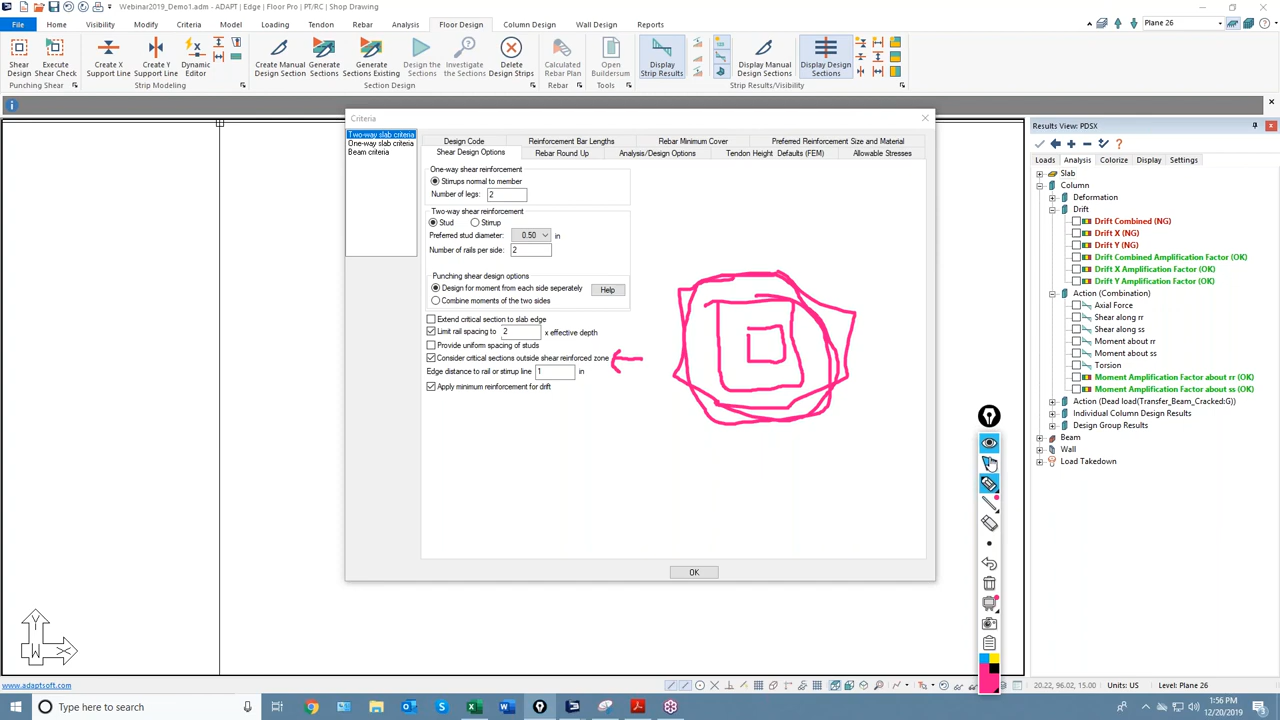 Webinar2019_Demo1.adm - ADAPT | Edge | Floor Pro | PT/RC | Shop Drawing
File Home Visibility Modify Criteria Model Loading Tendon Rebar Analysis Floor Design Column Design Wall Design Reports Plane 26
Shear Design
Execute Shear Check
Create X Support Line
Create Y Support Line
Dynamic Editor
Create Manual Design Section
Generate Sections
Generate Sections Existing
Design the Sections
Investigate the Sections
Delete Design Strips
Calculated Rebar Plan
Open Buildersum
Display Strip Results
Display Manual Design Sections
Display Design Sections
Punching Shear Strip Modeling Section Design Rebar Tools Strip Results/Visibility
Criteria
Two-way slab criteria
One-way slab criteria
Beam criteria
Design Code Reinforcement Bar Lengths Rebar Minimum Cover Preferred Reinforcement Size and Material
Shear Design Options Rebar Round Up Analysis/Design Options Tendon Height Defaults (FEM) Allowable Stresses
One-way shear reinforcement
Stirrups normal to member
Number of legs: 2
Two-way shear reinforcement
Stud Stirrup
Preferred stud diameter: 0.50 in
Number of rails per side: 2
Punching shear design options
Design for moment from each side seperately Help
Combine moments of the two sides
Extend critical section to slab edge
Limit rail spacing to 2 x effective depth
Provide uniform spacing of studs
Consider critical sections outside shear reinforced zone
Edge distance to rail or stirrup line 1 in
Apply minimum reinforcement for drift
OK
Results View: PDSX
Loads Analysis Colorize Display Settings
Slab
Column
Deformation
Drift
Drift Combined (NG)
Drift X (NG)
Drift Y (NG)
Drift Combined Amplification Factor (OK)
Drift X Amplification Factor (OK)
Drift Y Amplification Factor (OK)
Action (Combination)
Axial Force
Shear along rr
Shear along ss
Moment about rr
Moment about ss
Torsion
Moment Amplification Factor about rr (OK)
Moment Amplification Factor about ss (OK)
Action (Dead load(Transfer_Beam_Cracked:G))
Individual Column Design Results
Design Group Results
Beam
Wall
Load Takedown
Y
W X
www.adaptsoft.com
20.22, 96.02, 15.00 Units: US Level: Plane 26
Type here to search
1:56 PM
12/20/2019